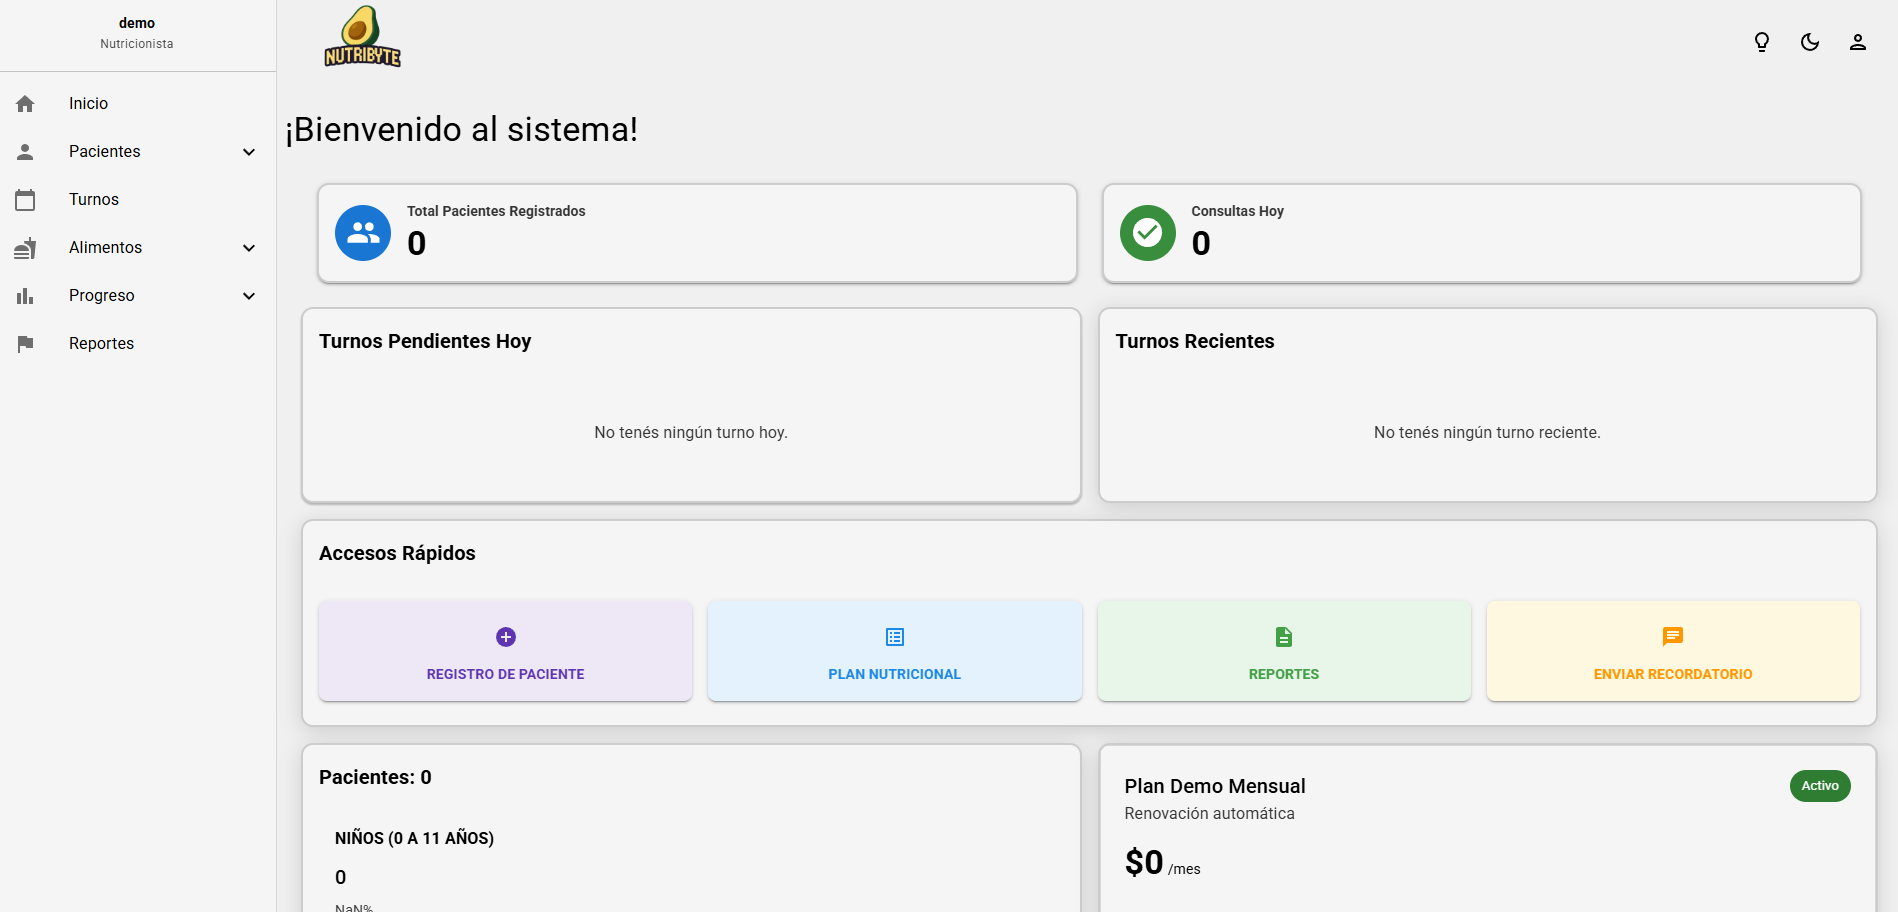 demo
Nutricionista
Inicio
Pacientes
Turnos
Alimentos
Progreso
Reportes
NUTRIBYTE
¡Bienvenido al sistema!
Total Pacientes Registrados
0
Consultas Hoy
0
Turnos Pendientes Hoy
No tenés ningún turno hoy.
Turnos Recientes
No tenés ningún turno reciente.
Accesos Rápidos
REGISTRO DE PACIENTE
PLAN NUTRICIONAL
REPORTES
ENVIAR RECORDATORIO
Pacientes: 0
NIÑOS (0 A 11 AÑOS)
0
NaN%
Plan Demo Mensual
Activo
Renovación automática
$0 /mes